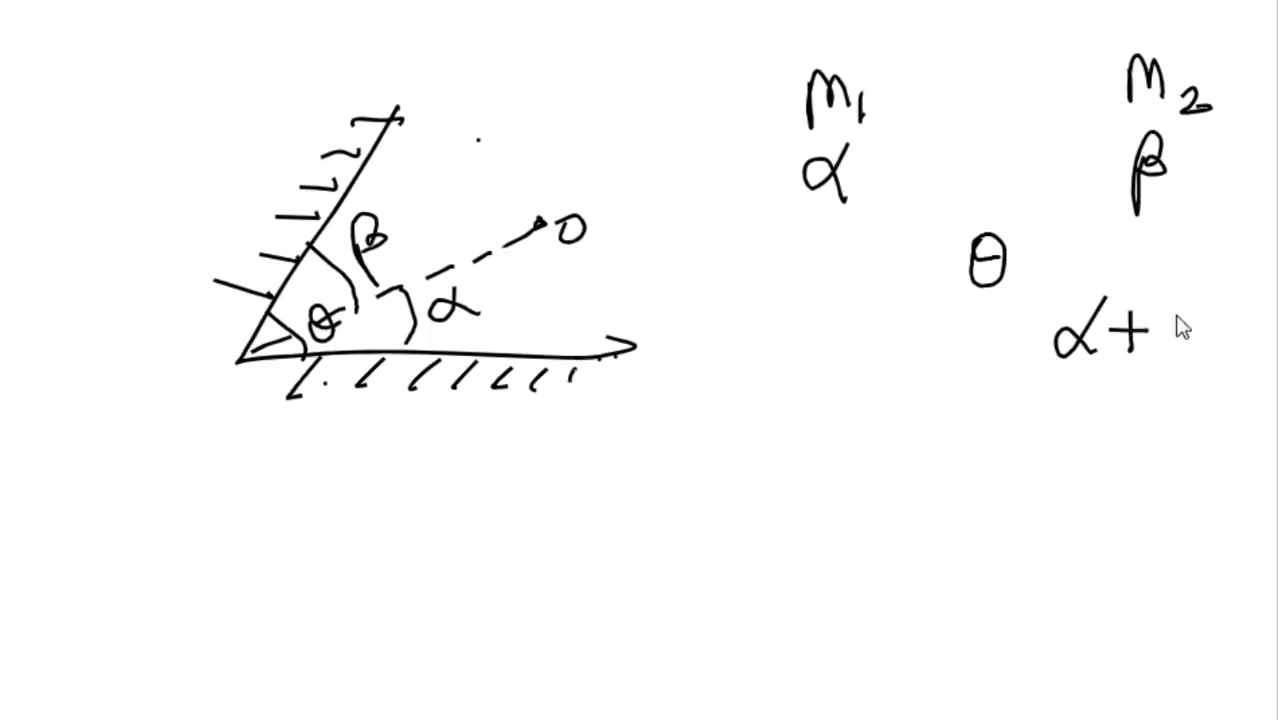 M₁ M₂
α β
β O
θ
θ α
α +